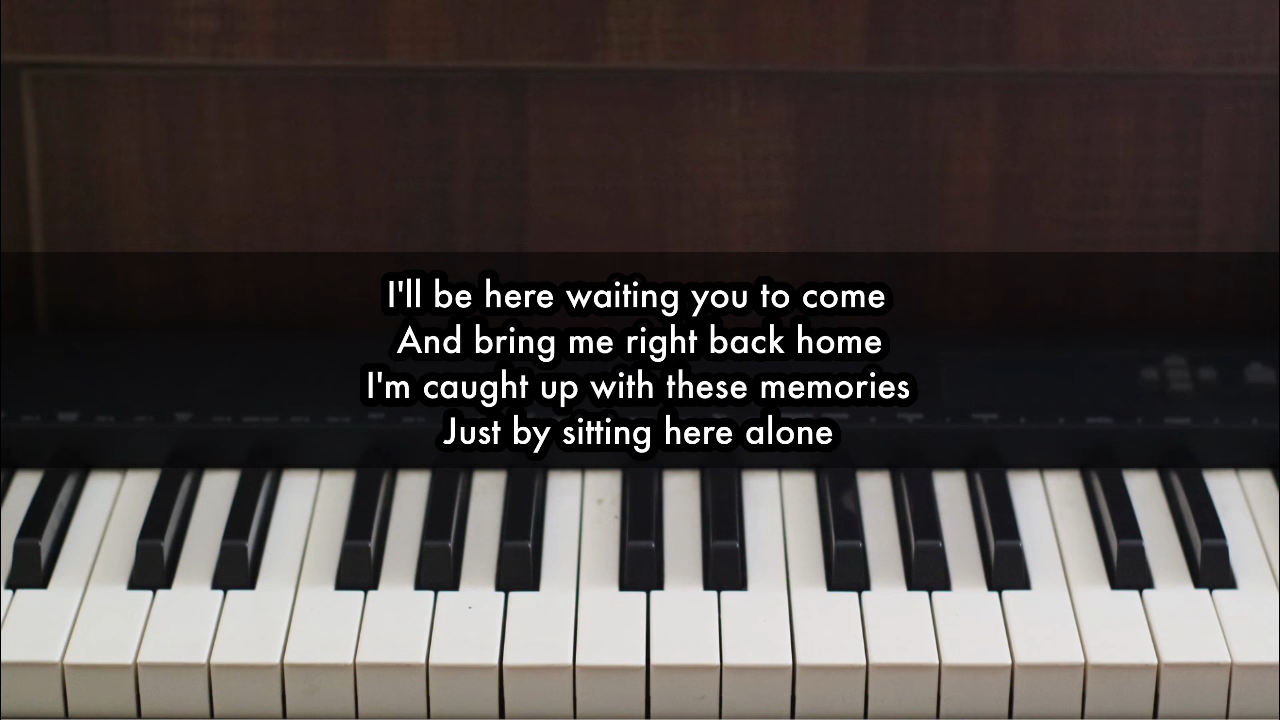 I'll be here waiting you to come
And bring me right back home
I'm caught up with these memories
Just by sitting here alone